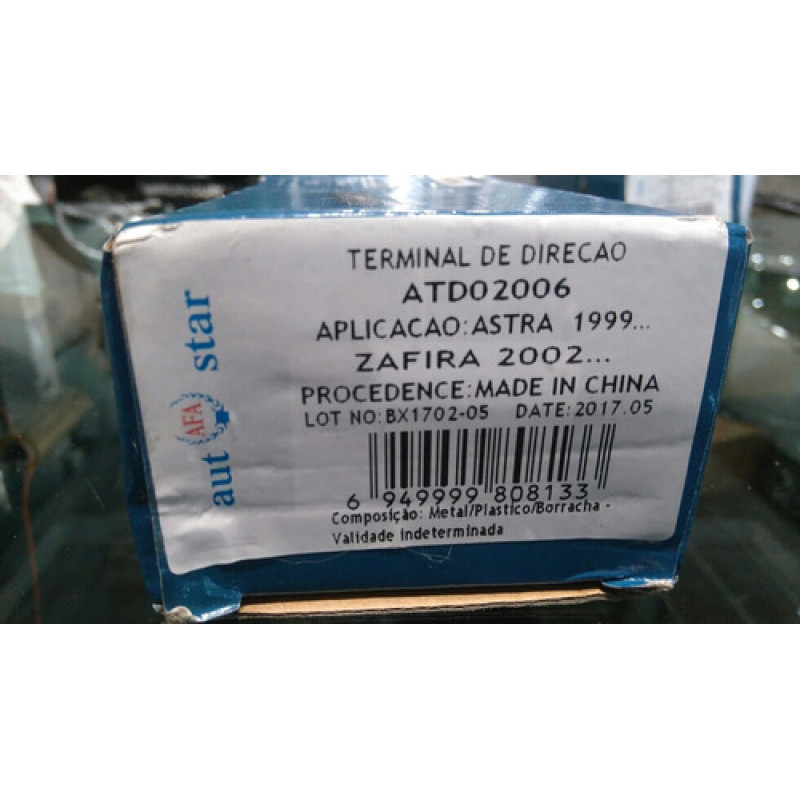 TERMINAL DE DIRECAO
ATD02006
APLICACAO:ASTRA 1999...
ZAFIRA 2002...
PROCEDENCE:MADE IN CHINA
LOT NO:BX1702-05 DATE:2017.05
6 949999 808133
Composição: Metal/Plastico/Borracha -
Validade indeterminada
aut AFA star